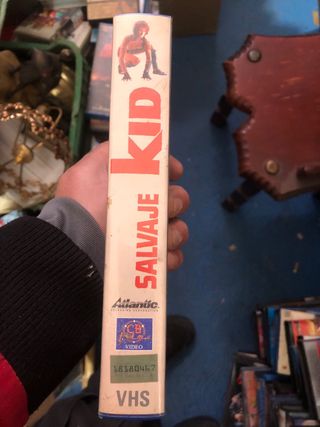 SALVAJE KID
Atlantic
CB
VIDEO
VHS